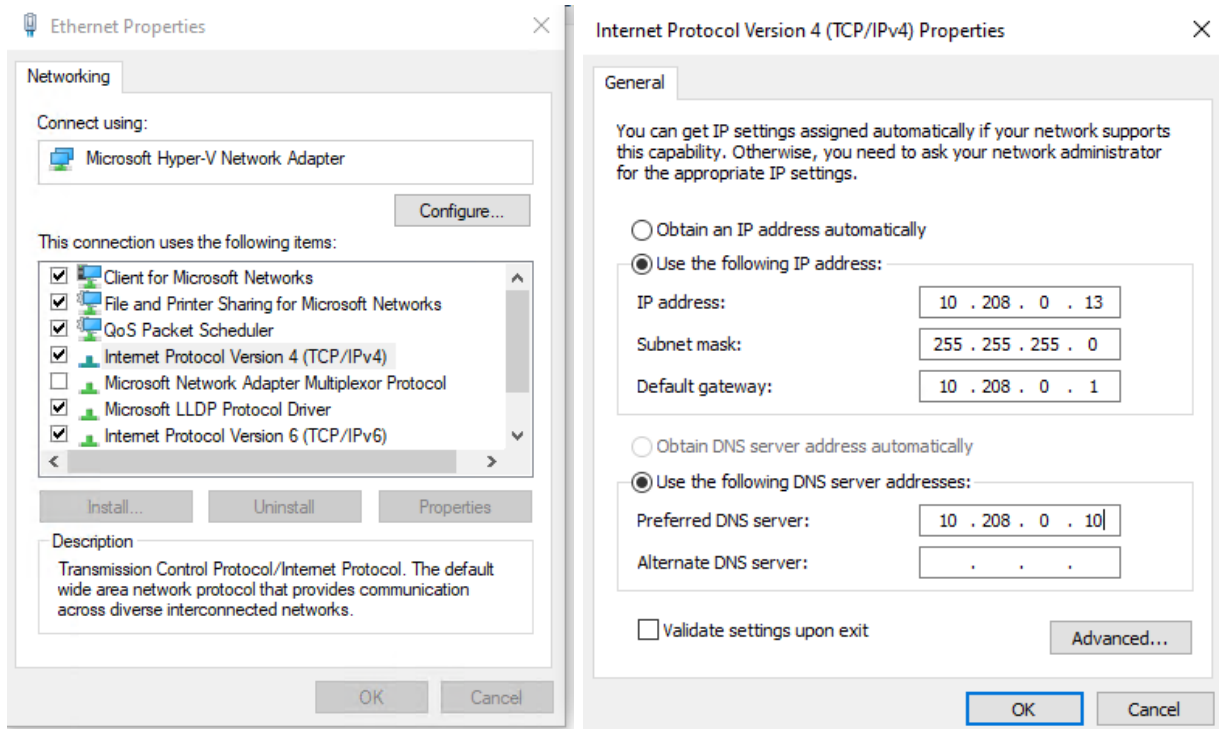 Ethernet Properties
Networking
Connect using:
Microsoft Hyper-V Network Adapter
Configure...
This connection uses the following items:
Client for Microsoft Networks
File and Printer Sharing for Microsoft Networks
QoS Packet Scheduler
Internet Protocol Version 4 (TCP/IPv4)
Microsoft Network Adapter Multiplexor Protocol
Microsoft LLDP Protocol Driver
Internet Protocol Version 6 (TCP/IPv6)
Install...
Uninstall
Properties
Description
Transmission Control Protocol/Internet Protocol. The default
wide area network protocol that provides communication
across diverse interconnected networks.
OK
Cancel
Internet Protocol Version 4 (TCP/IPv4) Properties
General
You can get IP settings assigned automatically if your network supports
this capability. Otherwise, you need to ask your network administrator
for the appropriate IP settings.
Obtain an IP address automatically
Use the following IP address:
IP address: 10 . 208 . 0 . 13
Subnet mask: 255 . 255 . 255 . 0
Default gateway: 10 . 208 . 0 . 1
Obtain DNS server address automatically
Use the following DNS server addresses:
Preferred DNS server: 10 . 208 . 0 . 10
Alternate DNS server: . . .
Validate settings upon exit
Advanced...
OK
Cancel